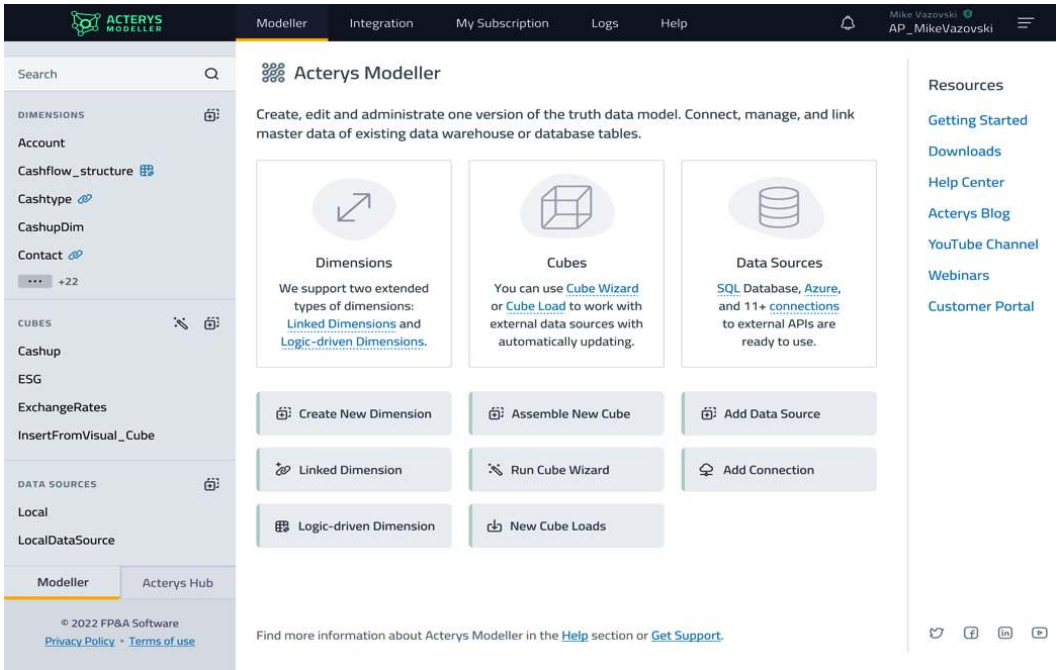 ACTERYS
MODELLER
Modeller
Integration
My Subscription
Logs
Help
Mike Vazovski
AP_MikeVazovski
Search
DIMENSIONS
Account
Cashflow_structure
Cashtype
CashupDim
Contact
+22
CUBES
Cashup
ESG
ExchangeRates
InsertFromVisual_Cube
DATA SOURCES
Local
LocalDataSource
Modeller
Acterys Hub
© 2022 FP&A Software
Privacy Policy • Terms of use
Acterys Modeller
Create, edit and administrate one version of the truth data model. Connect, manage, and link
master data of existing data warehouse or database tables.
Dimensions
We support two extended
types of dimensions:
Linked Dimensions and
Logic-driven Dimensions.
Cubes
You can use Cube Wizard
or Cube Load to work with
external data sources with
automatically updating.
Data Sources
SQL Database, Azure,
and 11+ connections
to external APIs are
ready to use.
Create New Dimension
Assemble New Cube
Add Data Source
Linked Dimension
Run Cube Wizard
Add Connection
Logic-driven Dimension
New Cube Loads
Find more information about Acterys Modeller in the Help section or Get Support.
Resources
Getting Started
Downloads
Help Center
Acterys Blog
YouTube Channel
Webinars
Customer Portal